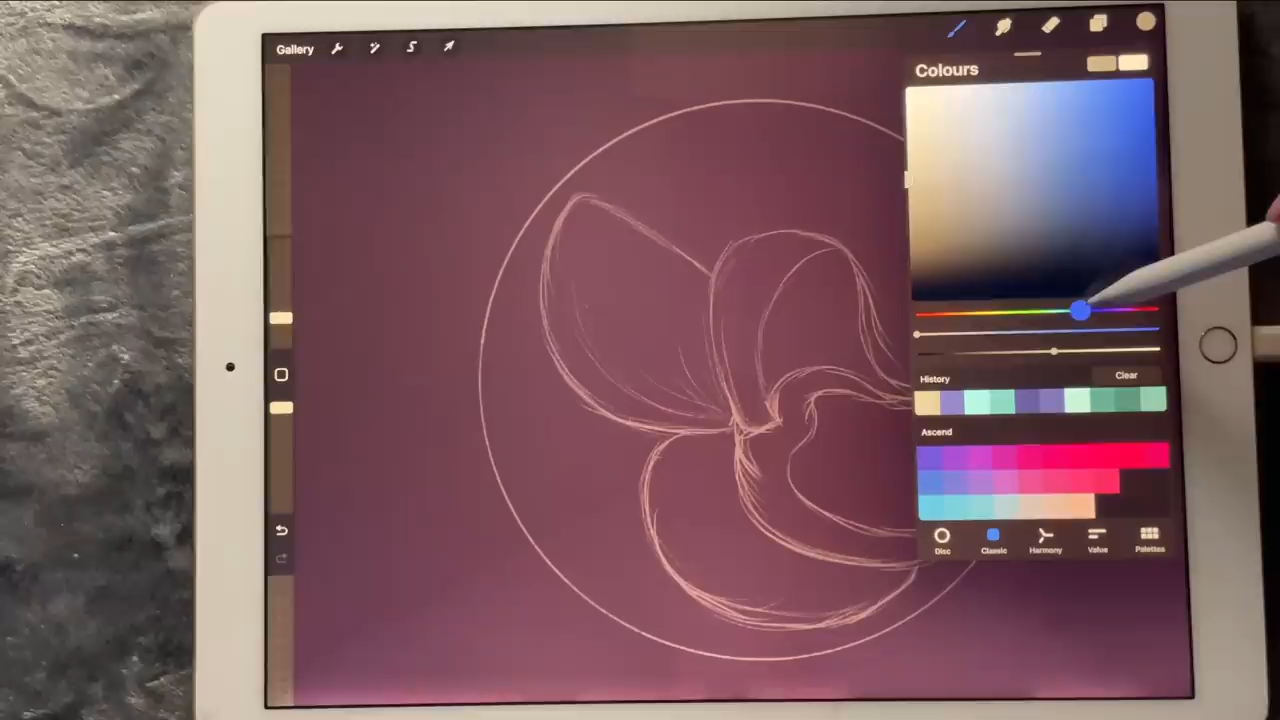 Gallery
Colours
History
Clear
Ascend
Disc
Classic
Harmony
Value
Palettes